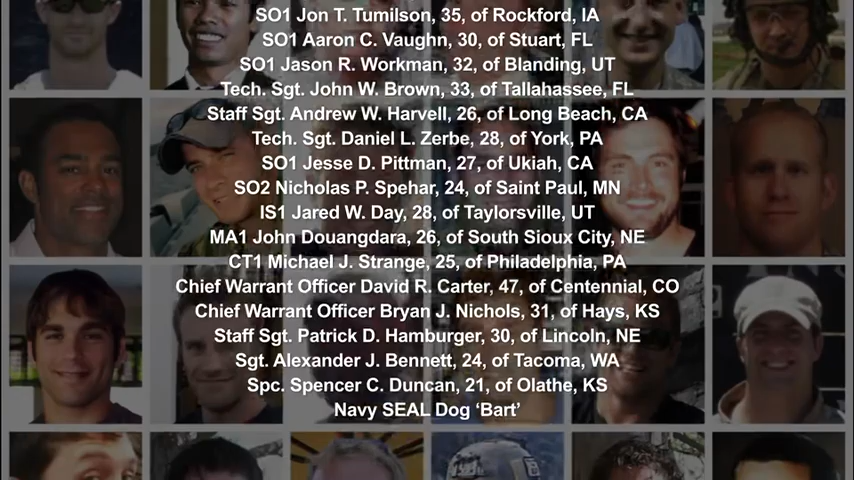 SO1 Jon T. Tumilson, 35, of Rockford, IA
SO1 Aaron C. Vaughn, 30, of Stuart, FL
SO1 Jason R. Workman, 32, of Blanding, UT
Tech. Sgt. John W. Brown, 33, of Tallahassee, FL
Staff Sgt. Andrew W. Harvell, 26, of Long Beach, CA
Tech. Sgt. Daniel L. Zerbe, 28, of York, PA
SO1 Jesse D. Pittman, 27, of Ukiah, CA
SO2 Nicholas P. Spehar, 24, of Saint Paul, MN
IS1 Jared W. Day, 28, of Taylorsville, UT
MA1 John Douangdara, 26, of South Sioux City, NE
CT1 Michael J. Strange, 25, of Philadelphia, PA
Chief Warrant Officer David R. Carter, 47, of Centennial, CO
Chief Warrant Officer Bryan J. Nichols, 31, of Hays, KS
Staff Sgt. Patrick D. Hamburger, 30, of Lincoln, NE
Sgt. Alexander J. Bennett, 24, of Tacoma, WA
Spc. Spencer C. Duncan, 21, of Olathe, KS
Navy SEAL Dog ‘Bart’